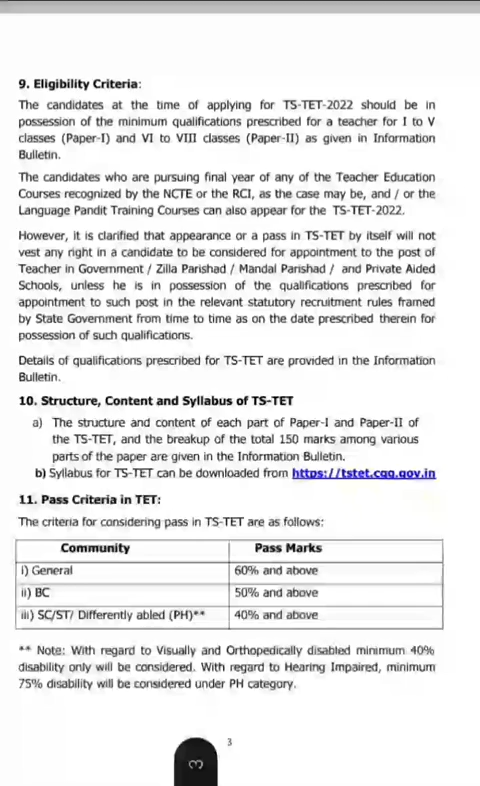 9. Eligibility Criteria:
The candidates at the time of applying for TS-TET-2022 should be in
possession of the minimum qualifications prescribed for a teacher for I to V
classes (Paper-I) and VI to VIII classes (Paper-II) as given in Information
Bulletin.
The candidates who are pursuing final year of any of the Teacher Education
Courses recognized by the NCTE or the RCI, as the case may be, and / or the
Language Pandit Training Courses can also appear for the TS-TET-2022.
However, it is clarified that appearance or a pass in TS-TET by itself will not
vest any right in a candidate to be considered for appointment to the post of
Teacher in Government / Zilla Parishad / Mandal Parishad / and Private Aided
Schools, unless he is in possession of the qualifications prescribed for
appointment to such post in the relevant statutory recruitment rules framed
by State Government from time to time as on the date prescribed therein for
possession of such qualifications.
Details of qualifications prescribed for TS-TET are provided in the Information
Bulletin.
10. Structure, Content and Syllabus of TS-TET
a) The structure and content of each part of Paper-I and Paper-II of
the TS-TET, and the breakup of the total 150 marks among various
parts of the paper are given in the Information Bulletin.
b) Syllabus for TS-TET can be downloaded from https://tstet.cgg.gov.in
11. Pass Criteria in TET:
The criteria for considering pass in TS-TET are as follows:
Community Pass Marks
i) General 60% and above
ii) BC 50% and above
iii) SC/ST/ Differently abled (PH)** 40% and above
** Note: With regard to Visually and Orthopedically disabled minimum 40%
disability only will be considered. With regard to Hearing Impaired, minimum
75% disability will be considered under PH category.
3
3